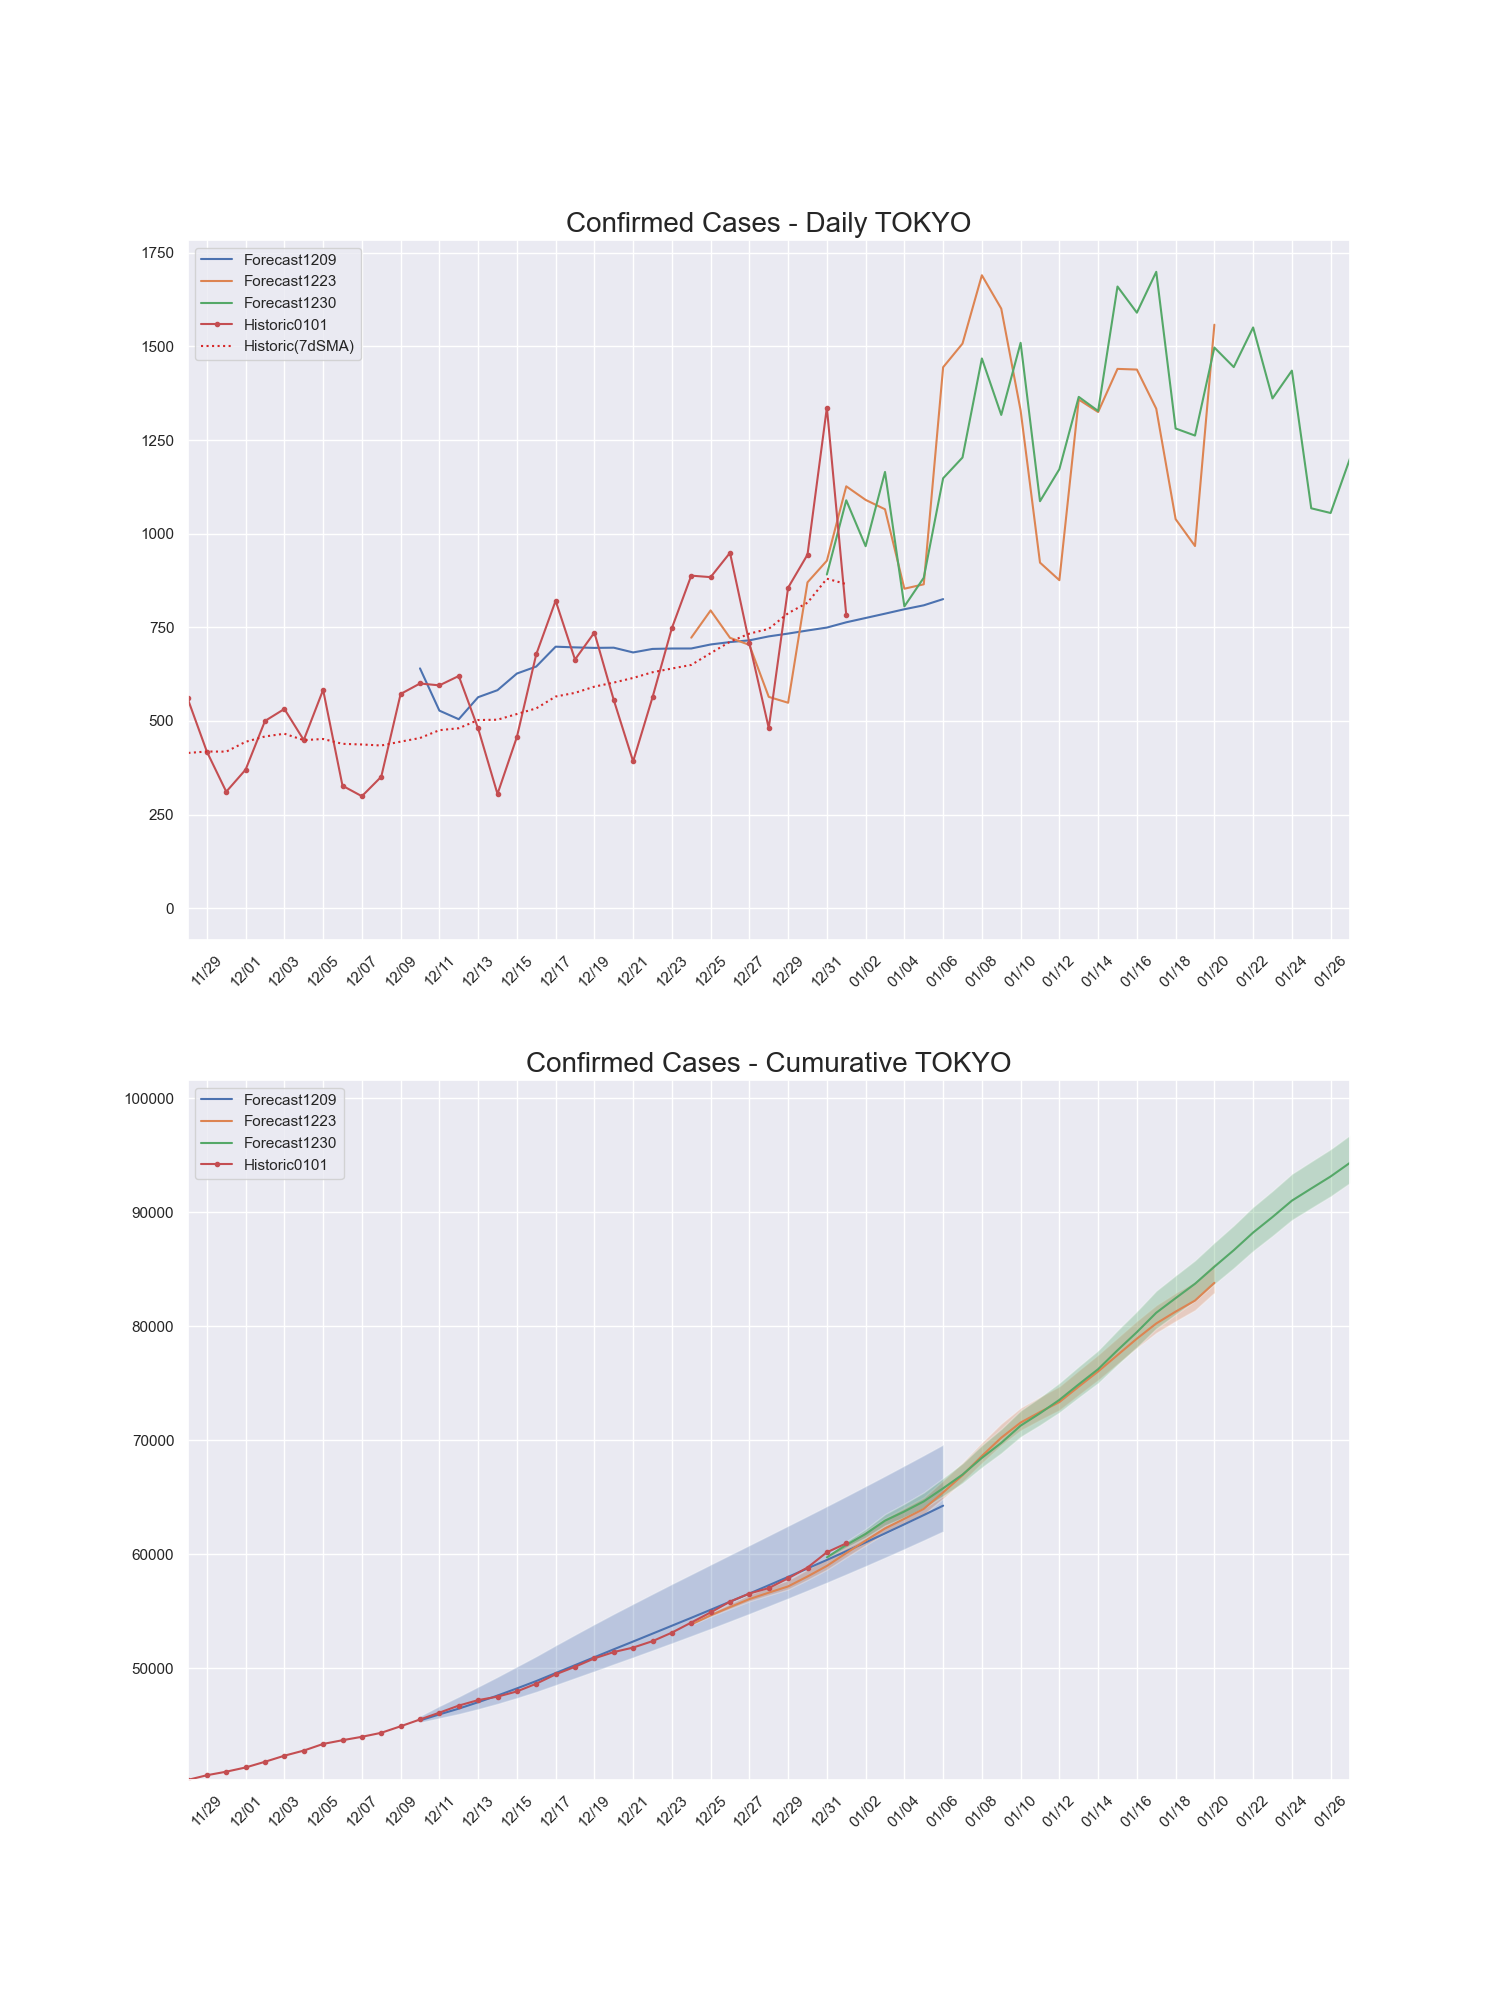 Confirmed Cases - Daily TOKYO
1750
1500
1250
1000
750
500
250
0
Forecast1209
Forecast1223
Forecast1230
Historic0101
Historic(7dSMA)
11/29 12/01 12/03 12/05 12/07 12/09 12/11 12/13 12/15 12/17 12/19 12/21 12/23 12/25 12/27 12/29 12/31 01/02 01/04 01/06 01/08 01/10 01/12 01/14 01/16 01/18 01/20 01/22 01/24 01/26
Confirmed Cases - Cumurative TOKYO
100000
90000
80000
70000
60000
50000
Forecast1209
Forecast1223
Forecast1230
Historic0101
11/29 12/01 12/03 12/05 12/07 12/09 12/11 12/13 12/15 12/17 12/19 12/21 12/23 12/25 12/27 12/29 12/31 01/02 01/04 01/06 01/08 01/10 01/12 01/14 01/16 01/18 01/20 01/22 01/24 01/26